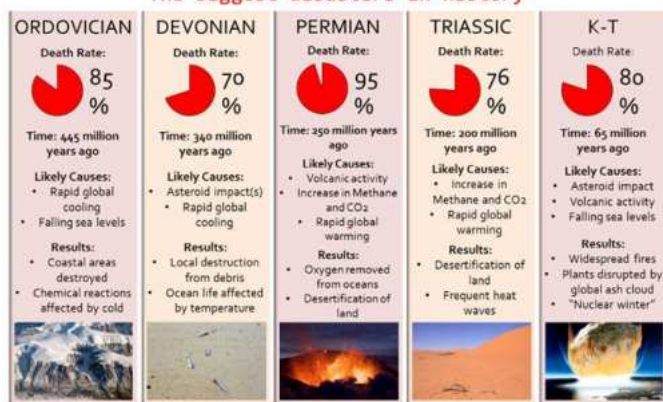 The biggest disasters in history
ORDOVICIAN
Death Rate:
85
%
Time: 445 million
years ago
Likely Causes:
• Rapid global
cooling
• Falling sea levels
Results:
• Coastal areas
destroyed
• Chemical reactions
affected by cold
DEVONIAN
Death Rate:
70
%
Time: 340 million
years ago
Likely Causes:
• Asteroid impact(s)
• Rapid global
cooling
Results:
• Local destruction
from debris
• Ocean life affected
by temperature
PERMIAN
Death Rate:
95
%
Time: 250 million years
ago
Likely Causes:
• Volcanic activity
• Increase in Methane
and CO2
• Rapid global
warming
Results:
• Oxygen removed
from oceans
• Desertification of
land
TRIASSIC
Death Rate:
76
%
Time: 200 million
years ago
Likely Causes:
• Increase in
Methane and CO2
• Rapid global
warming
Results:
• Desertification of
land
• Frequent heat
waves
K-T
Death Rate:
80
%
Time: 65 million years
ago
Likely Causes:
• Asteroid impact
• Volcanic activity
• Falling sea levels
Results:
• Widespread fires
• Plants disrupted by
global ash cloud
• "Nuclear winter"